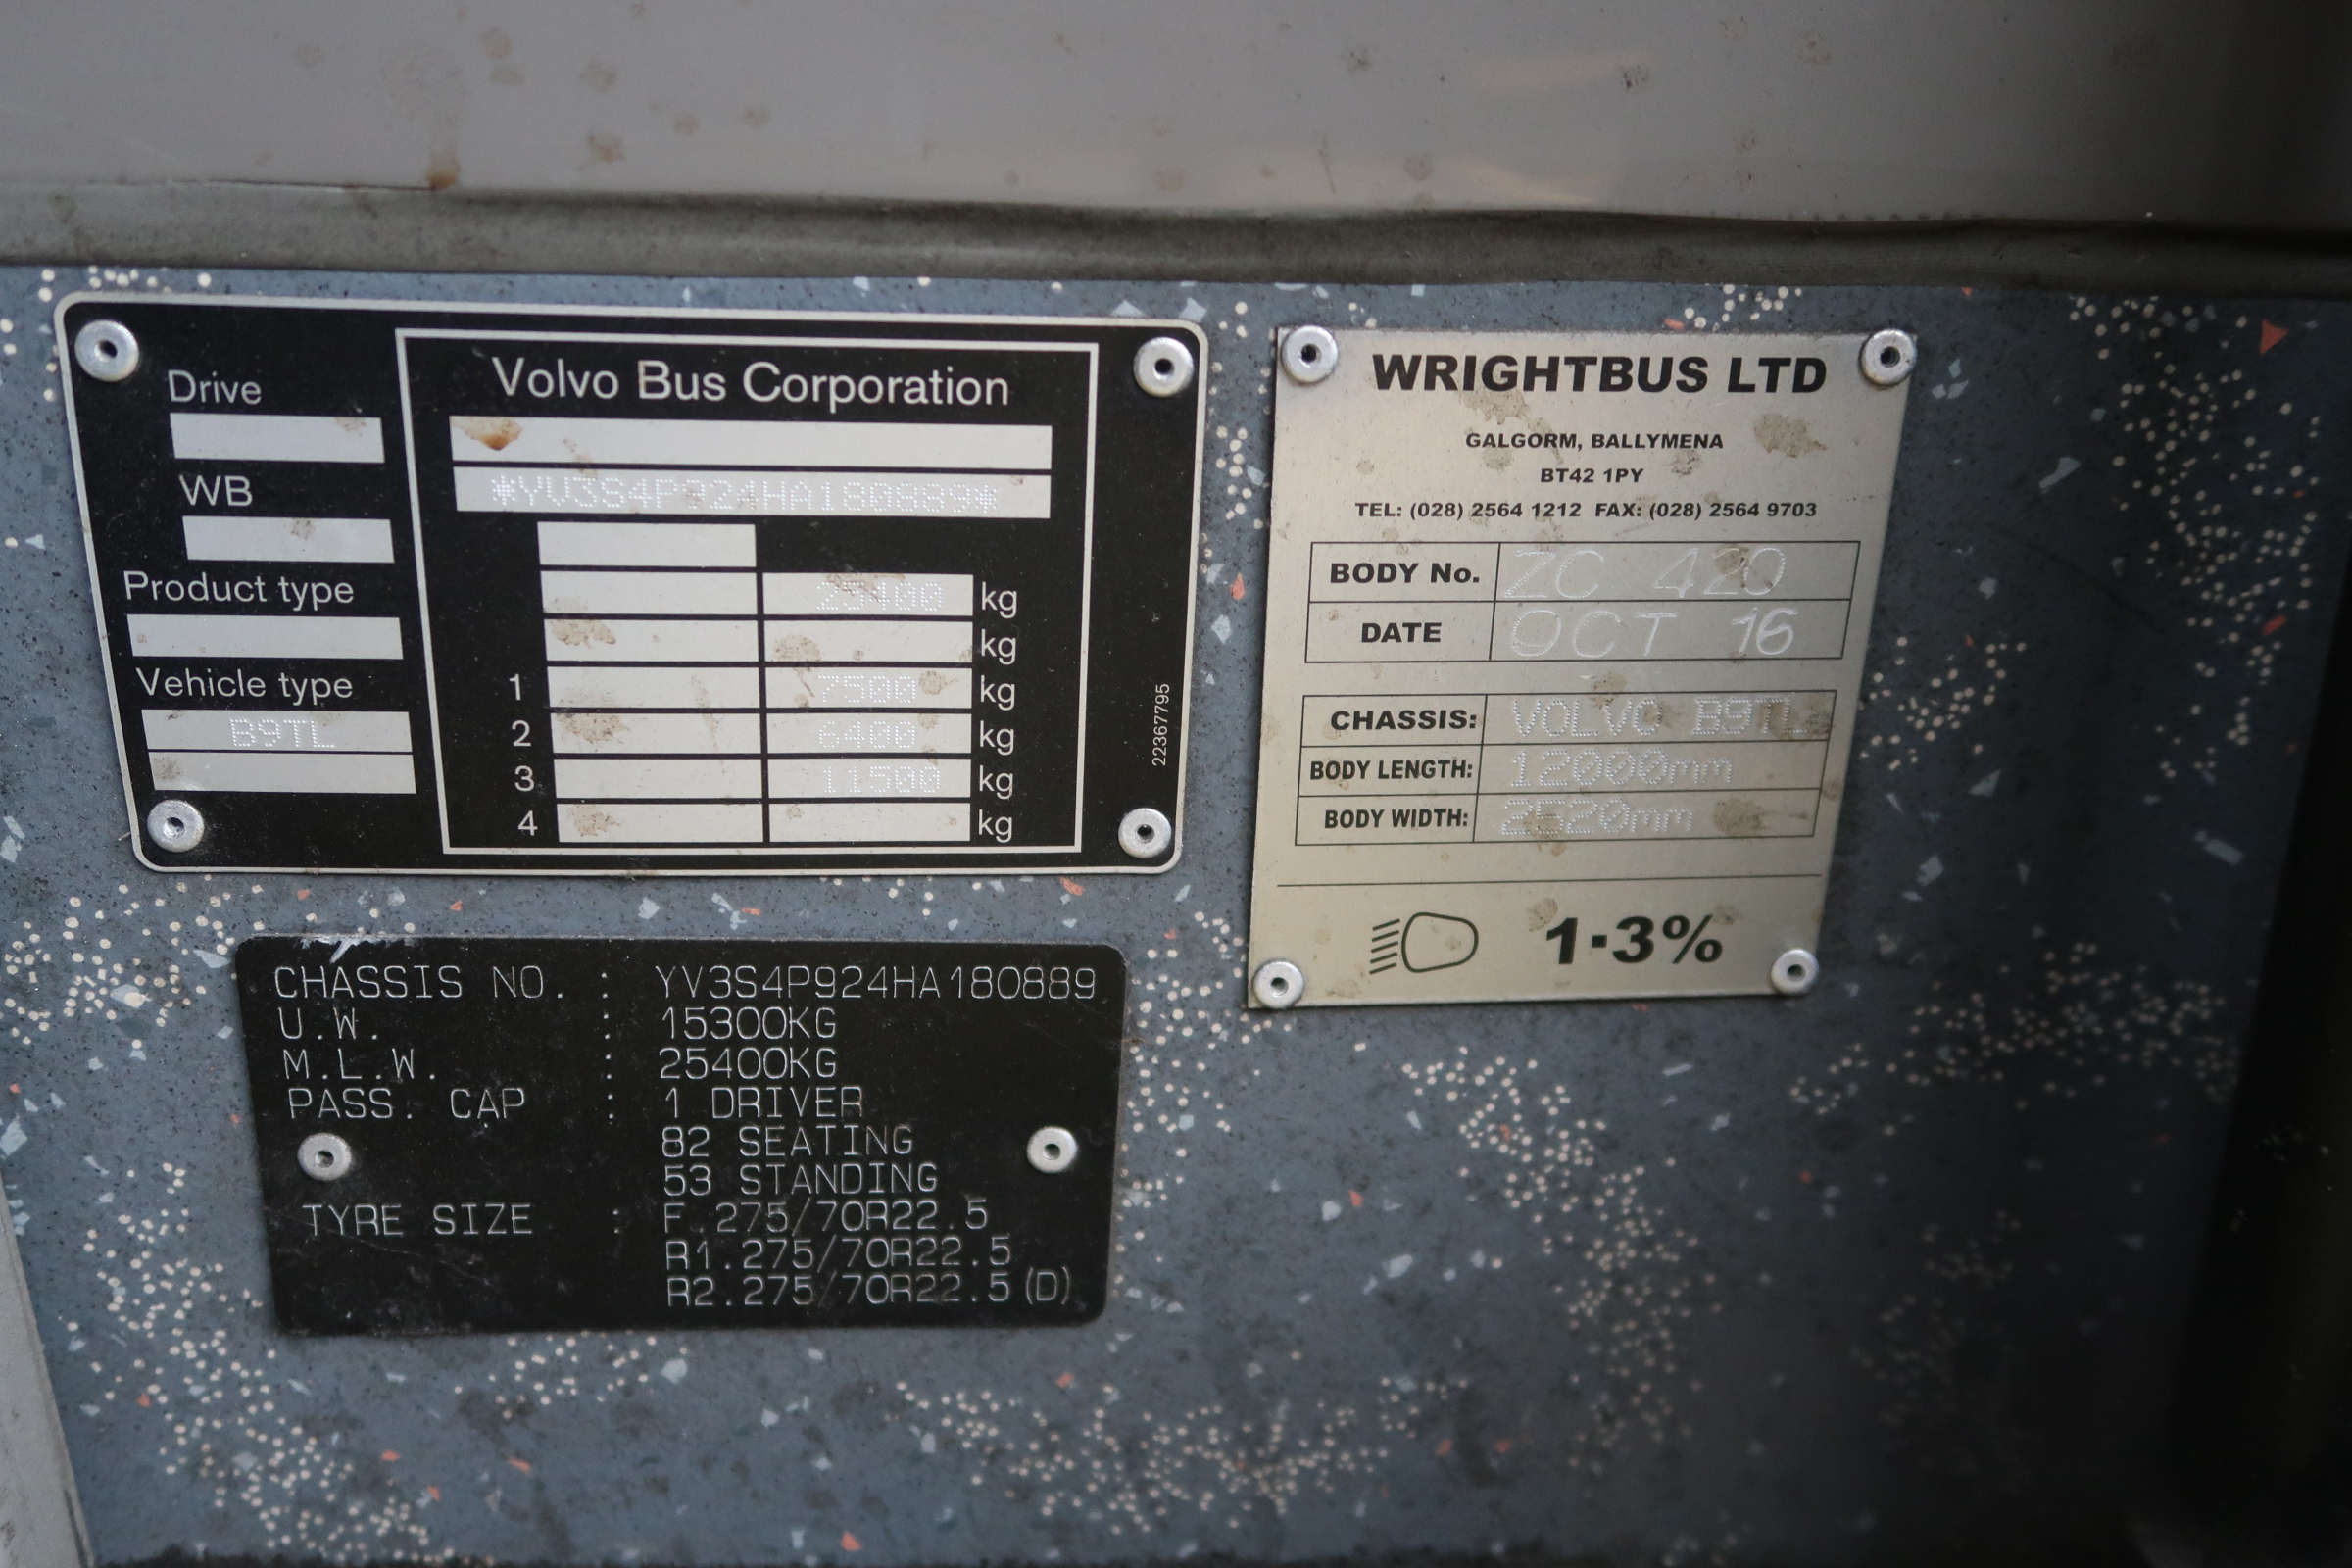 Volvo Bus Corporation
*YV3S4P924HA180889*
Drive
WB
Product type
Vehicle type
B9TL
25400 kg
kg
1 7500 kg
2 6400 kg
3 11500 kg
4 kg
22367795
WRIGHTBUS LTD
GALGORM, BALLYMENA
BT42 1PY
TEL: (028) 2564 1212 FAX: (028) 2564 9703
BODY No. ZC 420
DATE OCT 16
CHASSIS: VOLVO B9TL
BODY LENGTH: 12000mm
BODY WIDTH: 2520mm
1·3%
CHASSIS NO. : YV3S4P924HA180889
U.W. : 15300KG
M.L.W. : 25400KG
PASS. CAP : 1 DRIVER
82 SEATING
53 STANDING
TYRE SIZE : F.275/70R22.5
R1.275/70R22.5
R2.275/70R22.5(D)